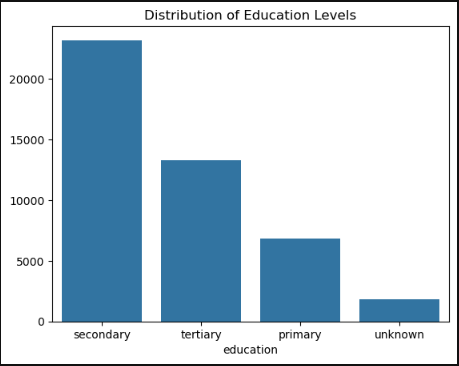 Distribution of Education Levels
20000
15000
10000
5000
0
secondary tertiary primary unknown
education